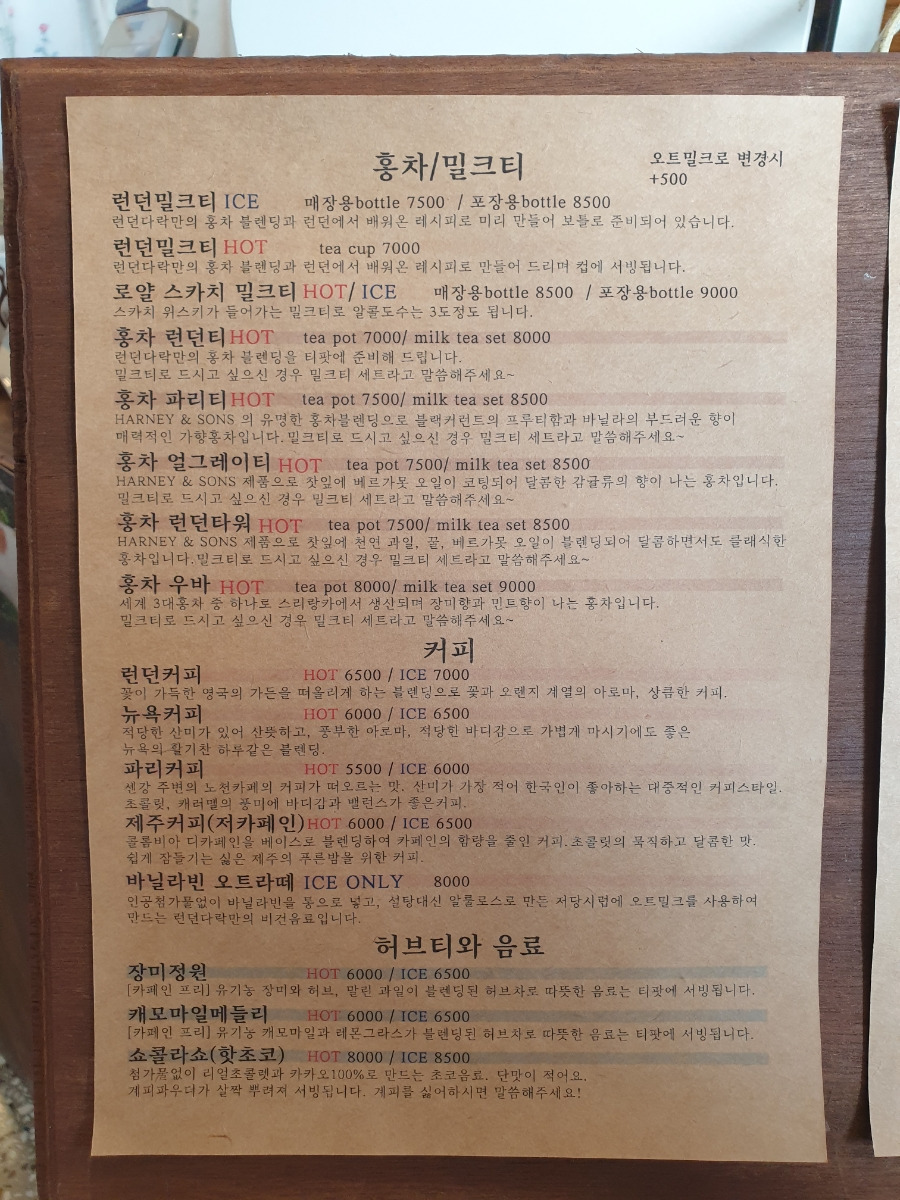 홍차/밀크티
오트밀크로 변경시
+500
런던밀크티 ICE 매장용bottle 7500 / 포장용bottle 8500
런던다락만의 홍차 블렌딩과 런던에서 배워온 레시피로 미리 만들어 보틀로 준비되어 있습니다.
런던밀크티 HOT tea cup 7000
런던다락만의 홍차 블렌딩과 런던에서 배워온 레시피로 만들어 드리며 컵에 서빙됩니다.
로얄 스카치 밀크티 HOT/ ICE 매장용bottle 8500 / 포장용bottle 9000
스카치 위스키가 들어가는 밀크티로 알콜도수는 3도정도 됩니다.
홍차 런던티 HOT tea pot 7000/ milk tea set 8000
런던다락만의 홍차 블렌딩을 티팟에 준비해 드립니다.
밀크티로 드시고 싶으신 경우 밀크티 세트라고 말씀해주세요~
홍차 파리티 HOT tea pot 7500/ milk tea set 8500
HARNEY & SONS 의 유명한 홍차블렌딩으로 블랙커런트의 프루티함과 바닐라의 부드러운 향이
매력적인 가향홍차입니다.밀크티로 드시고 싶으신 경우 밀크티 세트라고 말씀해주세요~
홍차 얼그레이티 HOT tea pot 7500/ milk tea set 8500
HARNEY & SONS 제품으로 찻잎에 베르가못 오일이 코팅되어 달콤한 감귤류의 향이 나는 홍차입니다.
밀크티로 드시고 싶으신 경우 밀크티 세트라고 말씀해주세요~
홍차 런던타워 HOT tea pot 7500/ milk tea set 8500
HARNEY & SONS 제품으로 찻잎에 천연 과일, 꿀, 베르가못 오일이 블렌딩되어 달콤하면서도 클래식한
홍차입니다.밀크티로 드시고 싶으신 경우 밀크티 세트라고 말씀해주세요~
홍차 우바 HOT tea pot 8000/ milk tea set 9000
세계 3대홍차 중 하나로 스리랑카에서 생산되며 장미향과 민트향이 나는 홍차입니다.
밀크티로 드시고 싶으신 경우 밀크티 세트라고 말씀해주세요~
커피
런던커피 HOT 6500 / ICE 7000
꽃이 가득한 영국의 가든을 떠올리게 하는 블렌딩으로 꽃과 오렌지 계열의 아로마, 상큼한 커피.
뉴욕커피 HOT 6000 / ICE 6500
적당한 산미가 있어 산뜻하고, 풍부한 아로마, 적당한 바디감으로 가볍게 마시기에도 좋은
뉴욕의 활기찬 하루같은 블렌딩.
파리커피 HOT 5500 / ICE 6000
센강 주변의 노천카페의 커피가 떠오르는 맛. 산미가 가장 적어 한국인이 좋아하는 대중적인 커피스타일.
초콜릿, 캐러멜의 풍미에 바디감과 밸런스가 좋은커피.
제주커피(저카페인) HOT 6000 / ICE 6500
콜롬비아 디카페인을 베이스로 블렌딩하여 카페인의 함량을 줄인 커피.초콜릿의 묵직하고 달콤한 맛.
쉽게 잠들기는 싫은 제주의 푸른밤을 위한 커피.
바닐라빈 오트라떼 ICE ONLY 8000
인공첨가물없이 바닐라빈을 통으로 넣고, 설탕대신 알룰로스로 만든 저당시럽에 오트밀크를 사용하여
만드는 런던다락만의 비건음료입니다.
허브티와 음료
장미정원 HOT 6000 / ICE 6500
[카페인 프리] 유기농 장미와 허브, 말린 과일이 블렌딩된 허브차로 따뜻한 음료는 티팟에 서빙됩니다.
캐모마일메들리 HOT 6000 / ICE 6500
[카페인 프리] 유기농 캐모마일과 레몬그라스가 블렌딩된 허브차로 따뜻한 음료는 티팟에 서빙됩니다.
쇼콜라쇼(핫초코) HOT 8000 / ICE 8500
첨가물없이 리얼초콜렛과 카카오100%로 만드는 초코음료. 단맛이 적어요.
계피파우더가 살짝 뿌려져 서빙됩니다. 계피를 싫어하시면 말씀해주세요!